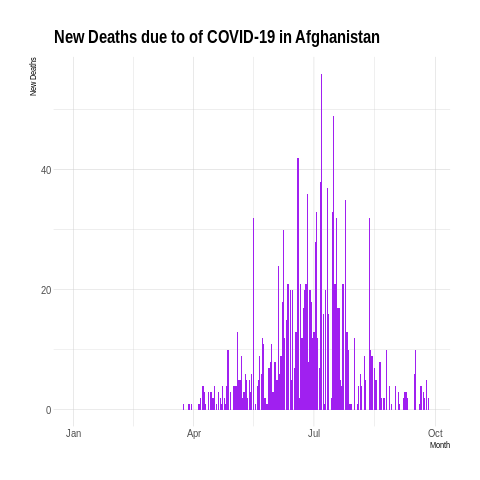 New Deaths due to of COVID-19 in Afghanistan
New Deaths
40
20
0
Jan Apr Jul Oct
Month